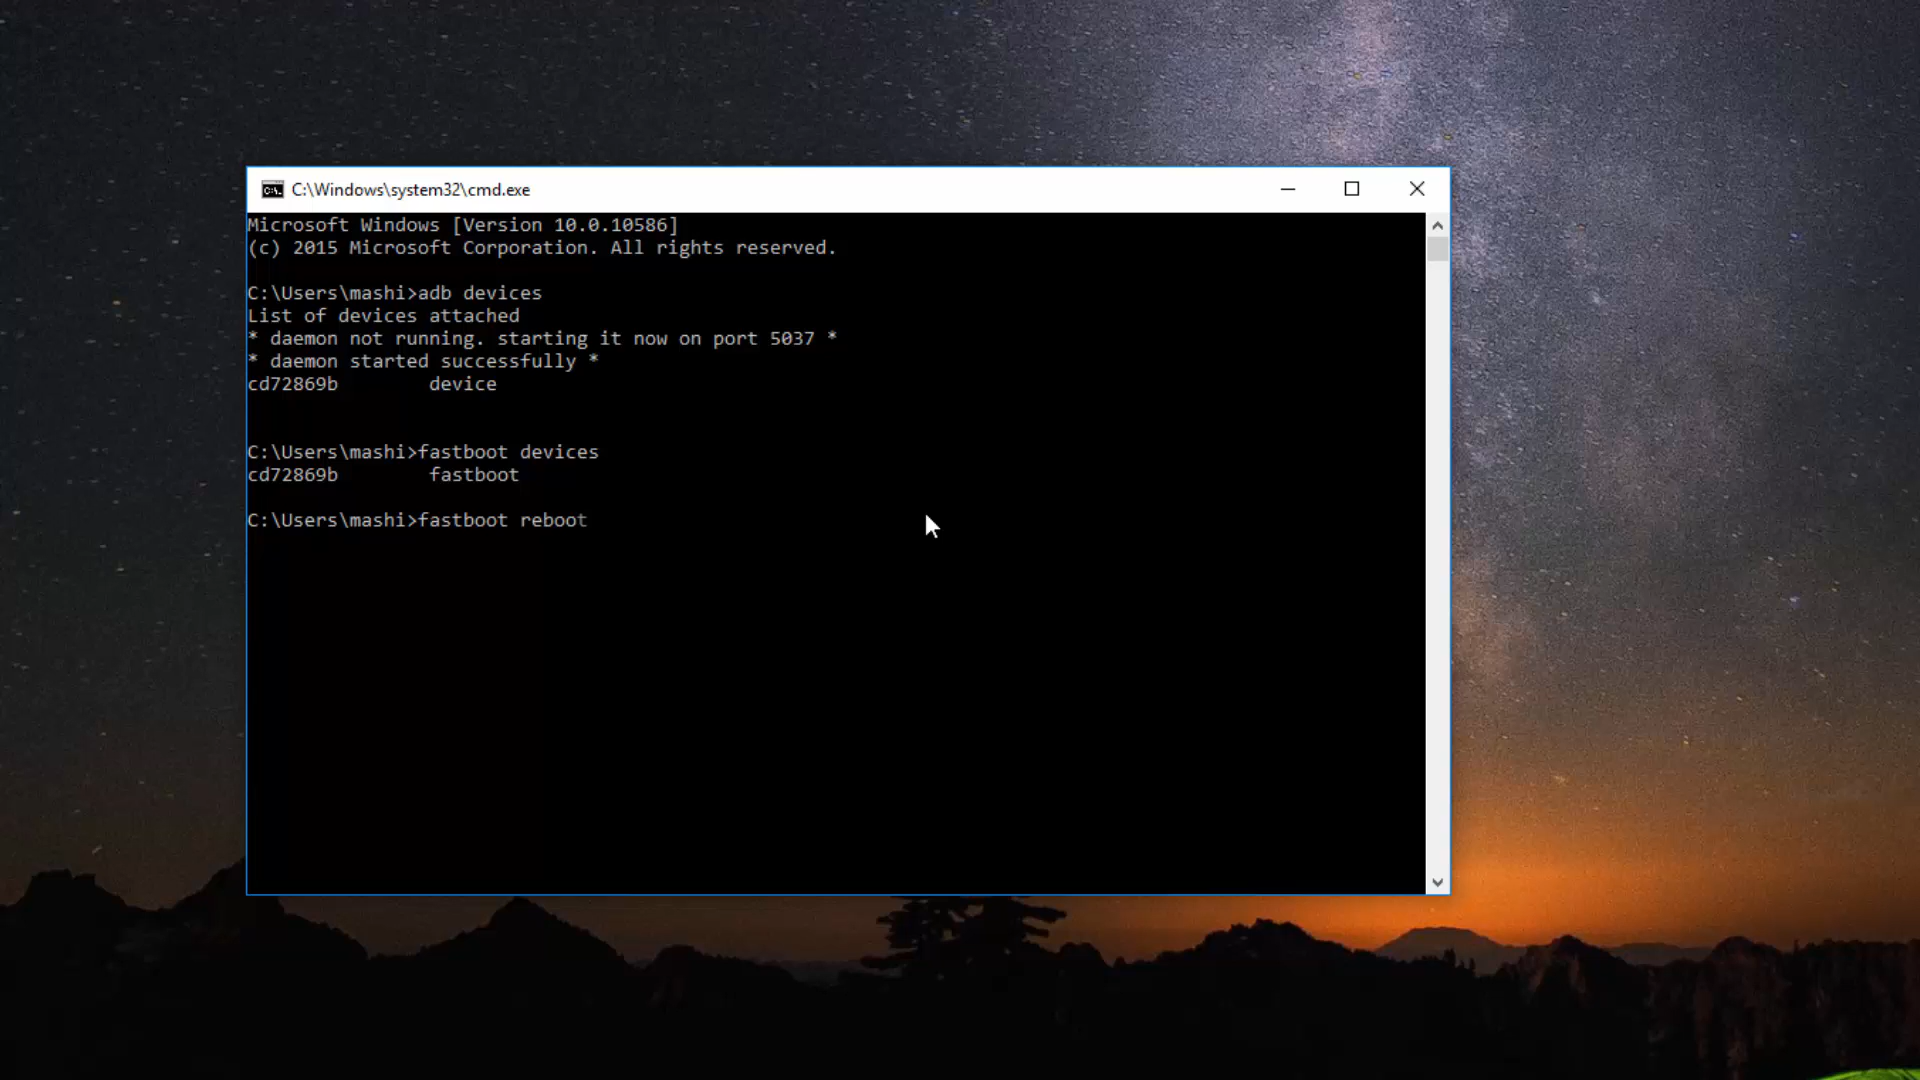 C:\Windows\system32\cmd.exe
Microsoft Windows [Version 10.0.10586]
(c) 2015 Microsoft Corporation. All rights reserved.
C:\Users\mashi>adb devices
List of devices attached
* daemon not running. starting it now on port 5037 *
* daemon started successfully *
cd72869b        device
C:\Users\mashi>fastboot devices
cd72869b        fastboot
C:\Users\mashi>fastboot reboot